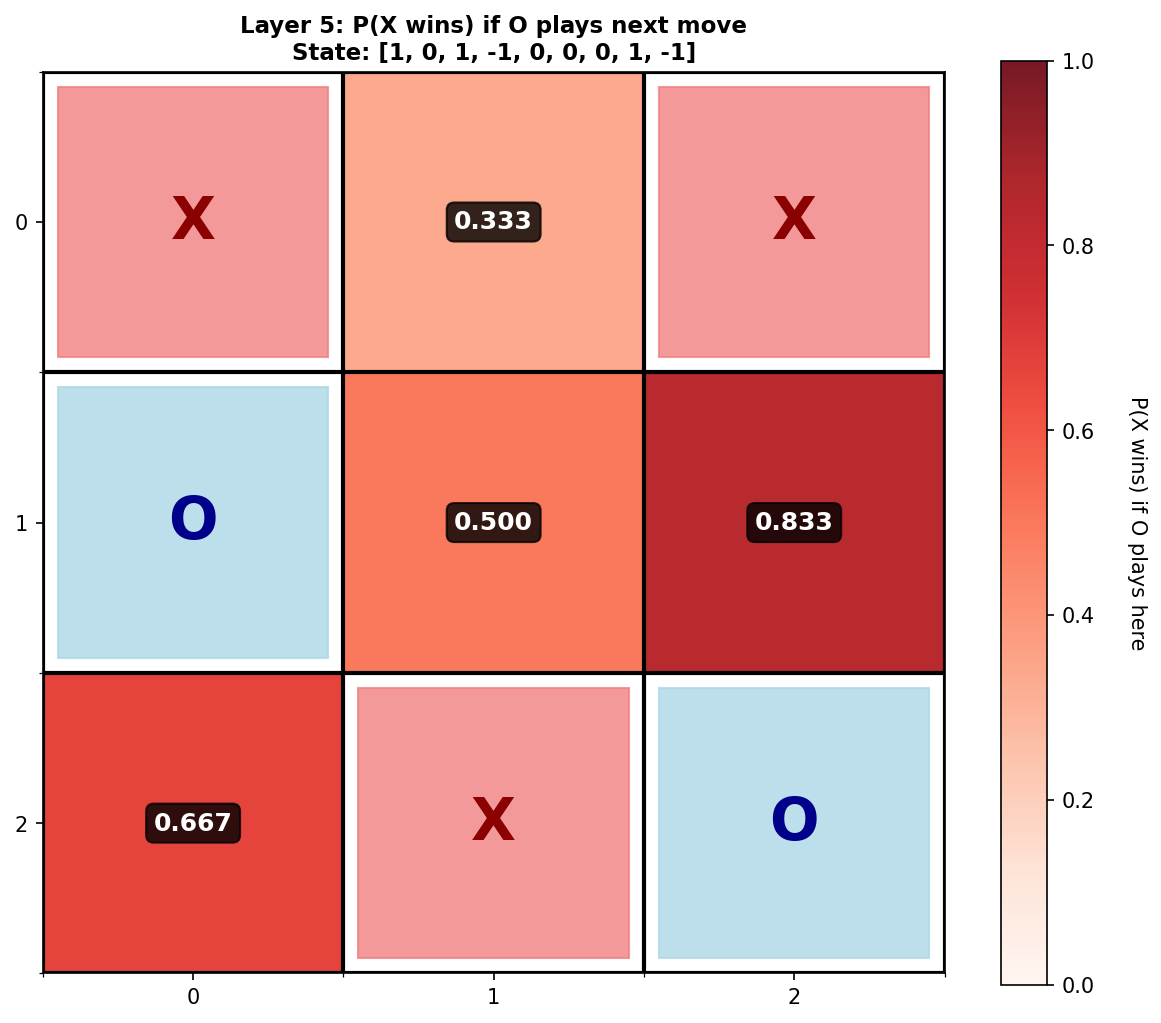 Layer 5: P(X wins) if O plays next move
State: [1, 0, 1, -1, 0, 0, 0, 1, -1]
X
0.333
X
O
0.500
0.833
0.667
X
O
0
1
2
0
1
2
1.0
0.8
0.6
0.4
0.2
0.0
P(X wins) if O plays here